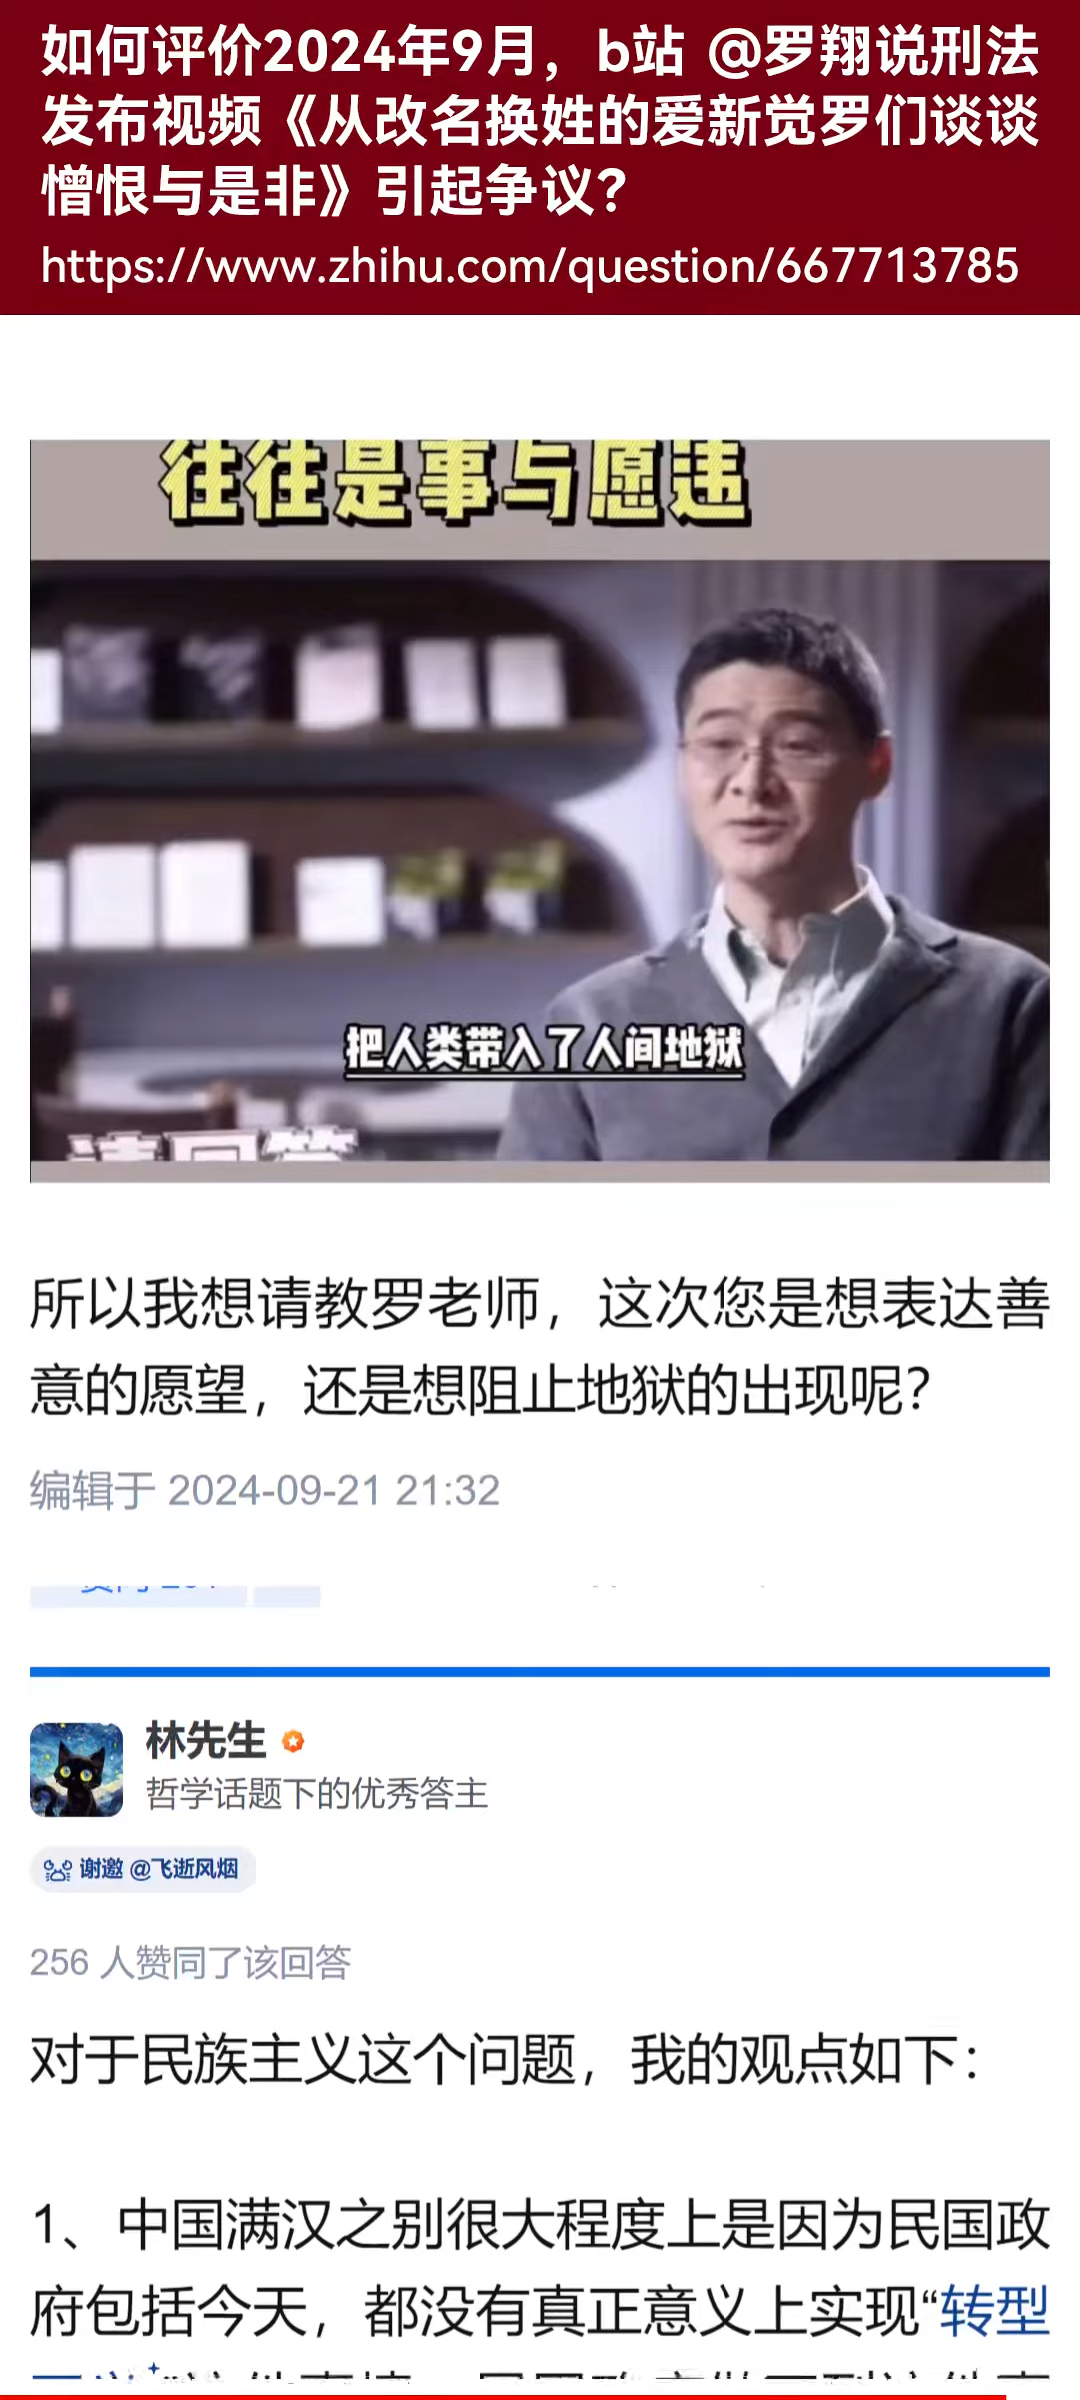 如何评价2024年9月，b站 @罗翔说刑法
发布视频《从改名换姓的爱新觉罗们谈谈
憎恨与是非》引起争议？
https://www.zhihu.com/question/667713785
往往是事与愿违
把人类带入了人间地狱
所以我想请教罗老师，这次您是想表达善
意的愿望，还是想阻止地狱的出现呢？
编辑于 2024-09-21 21:32
林先生
哲学话题下的优秀答主
谢邀 @飞逝风烟
256 人赞同了该回答
对于民族主义这个问题，我的观点如下：
1、中国满汉之别很大程度上是因为民国政
府包括今天，都没有真正意义上实现“转型